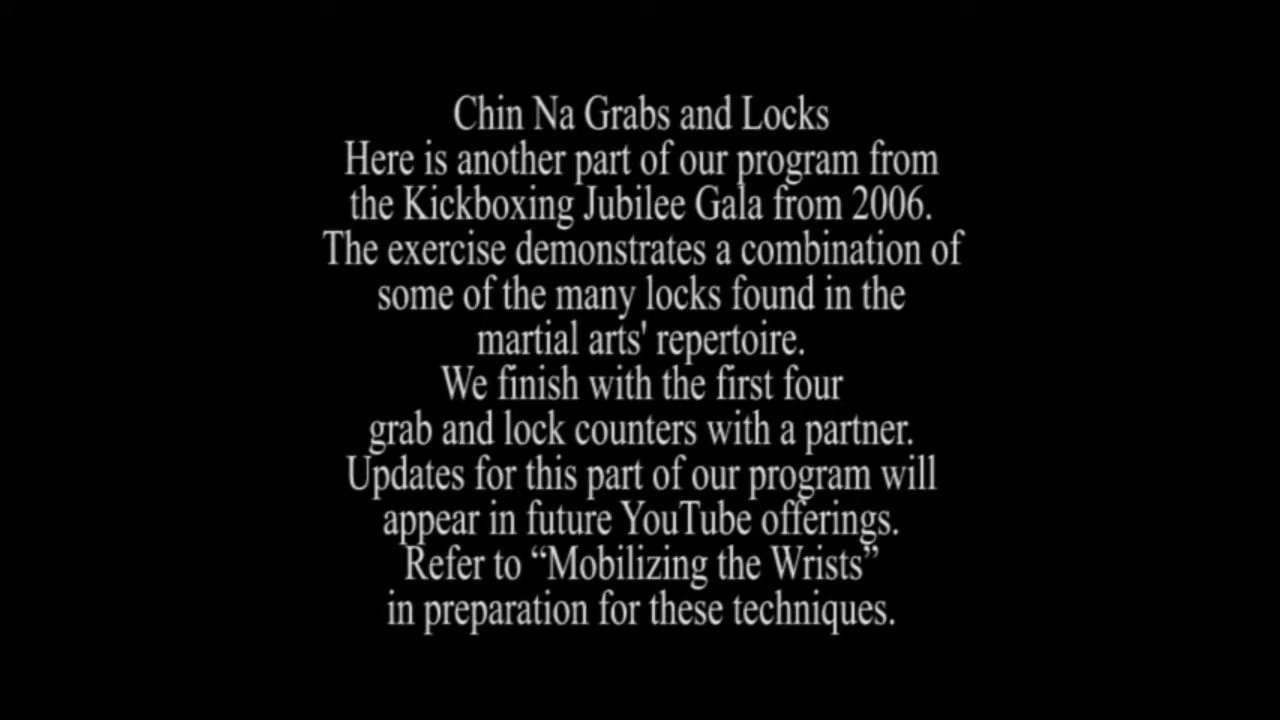 Chin Na Grabs and Locks
Here is another part of our program from
the Kickboxing Jubilee Gala from 2006.
The exercise demonstrates a combination of
some of the many locks found in the
martial arts' repertoire.
We finish with the first four
grab and lock counters with a partner.
Updates for this part of our program will
appear in future YouTube offerings.
Refer to “Mobilizing the Wrists”
in preparation for these techniques.